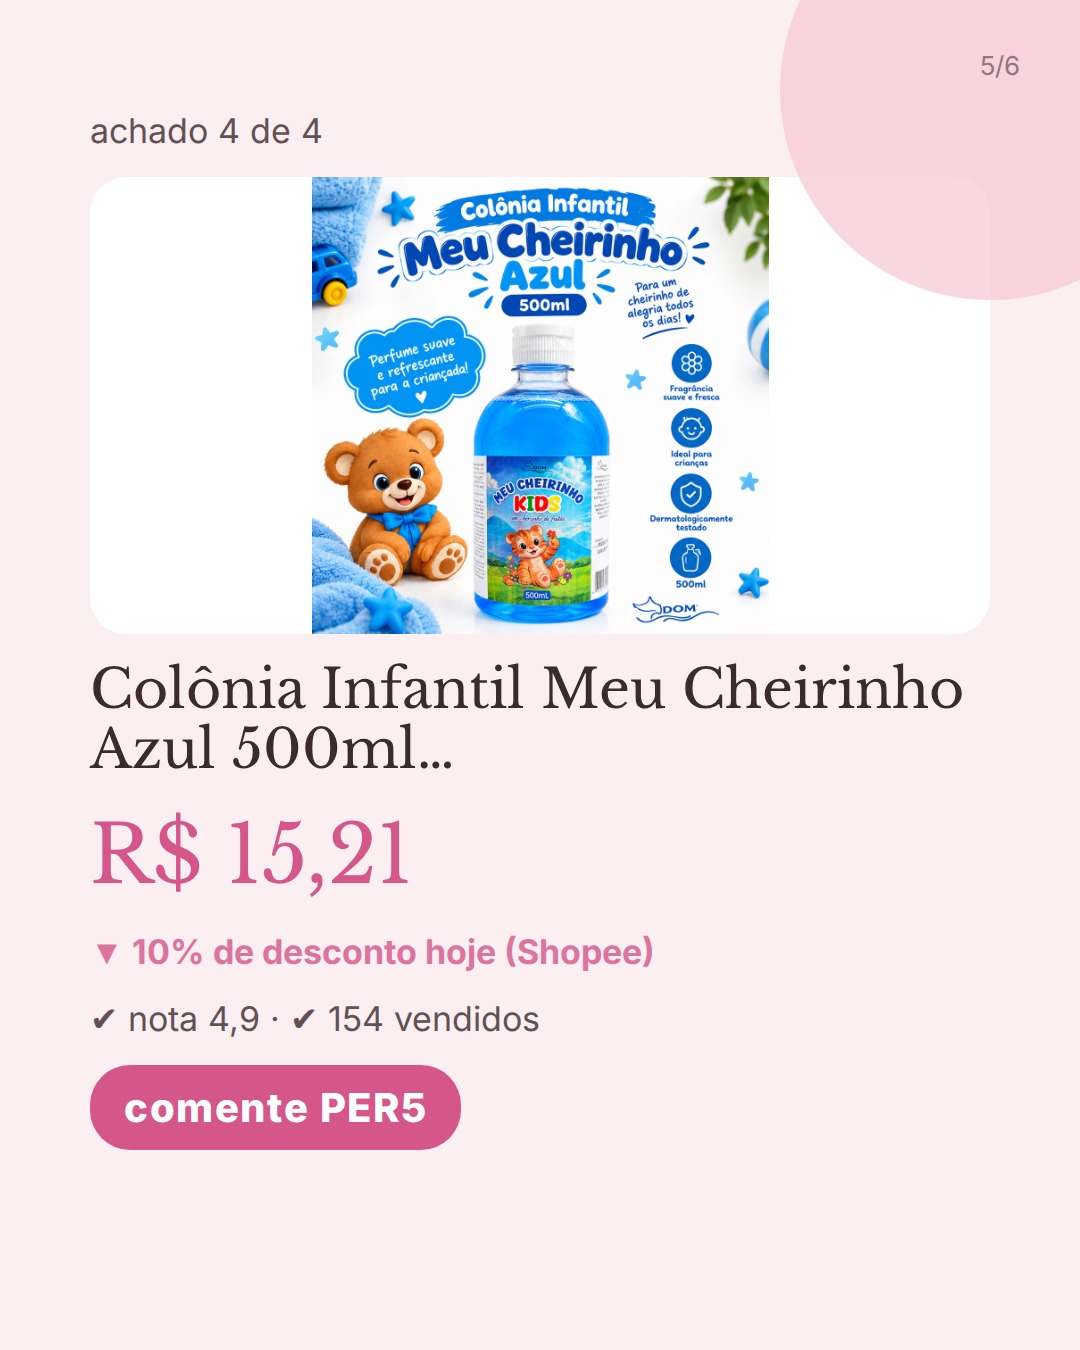 5/6
achado 4 de 4
Colônia Infantil
Meu Cheirinho
Azul
500ml
Para um
cheirinho de
alegria todos
os dias!
Perfume suave
e refrescante
para a criançada!
Fragrância
suave e fresca
Ideal para
crianças
Dermatologicamente
testado
500ml
DOM
MEU CHEIRINHO
KIDS
500mL
Colônia Infantil Meu Cheirinho
Azul 500ml...
R$ 15,21
▼ 10% de desconto hoje (Shopee)
✔ nota 4,9 · ✔ 154 vendidos
comente PER5